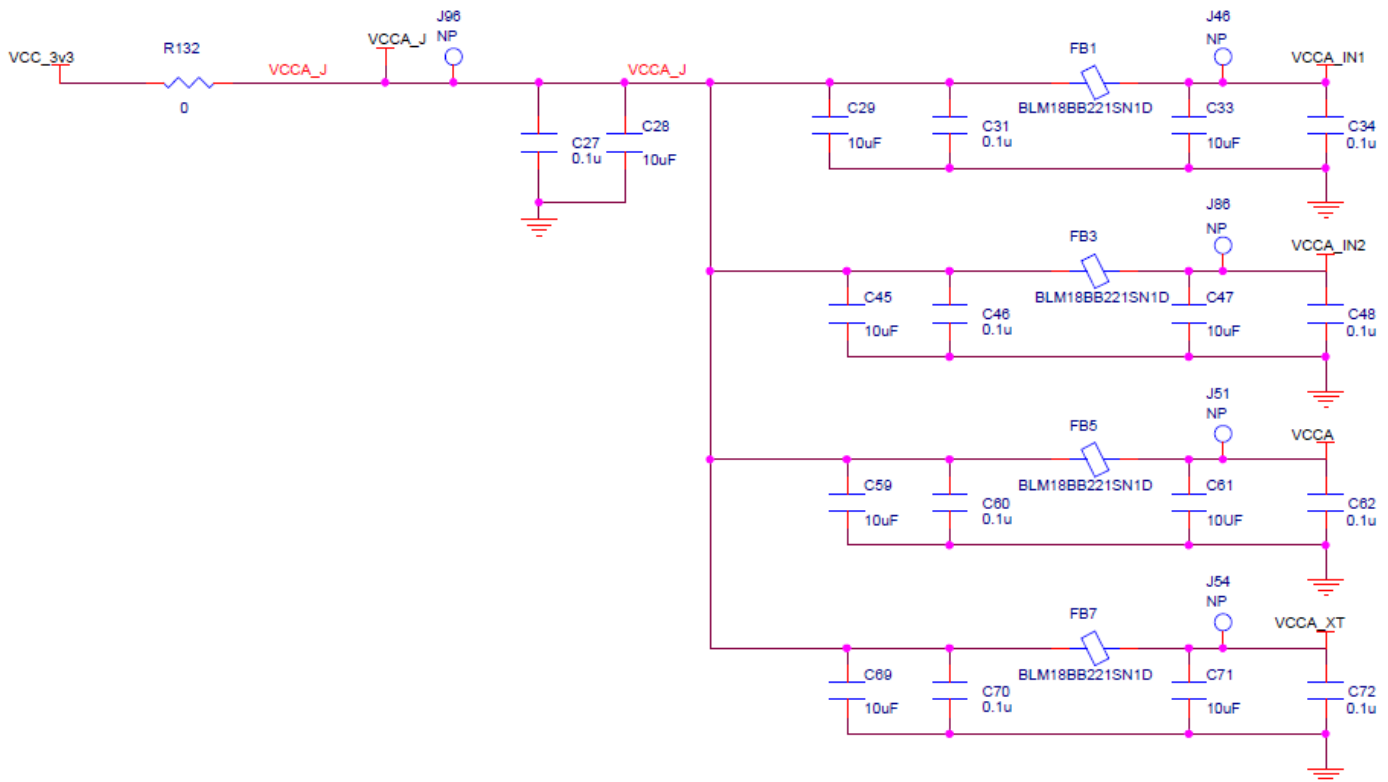 J96
NP
VCC_3v3
R132
0
VCCA_J
VCCA_J
VCCA_J
C27
0.1u
C28
10uF
J46
NP
FB1
BLM18BB221SN1D
VCCA_IN1
C29
10uF
C31
0.1u
C33
10uF
C34
0.1u
J86
NP
FB3
BLM18BB221SN1D
VCCA_IN2
C45
10uF
C46
0.1u
C47
10uF
C48
0.1u
J51
NP
FB5
BLM18BB221SN1D
VCCA
C59
10uF
C60
0.1u
C61
10UF
C62
0.1u
J54
NP
FB7
BLM18BB221SN1D
VCCA_XT
C69
10uF
C70
0.1u
C71
10uF
C72
0.1u